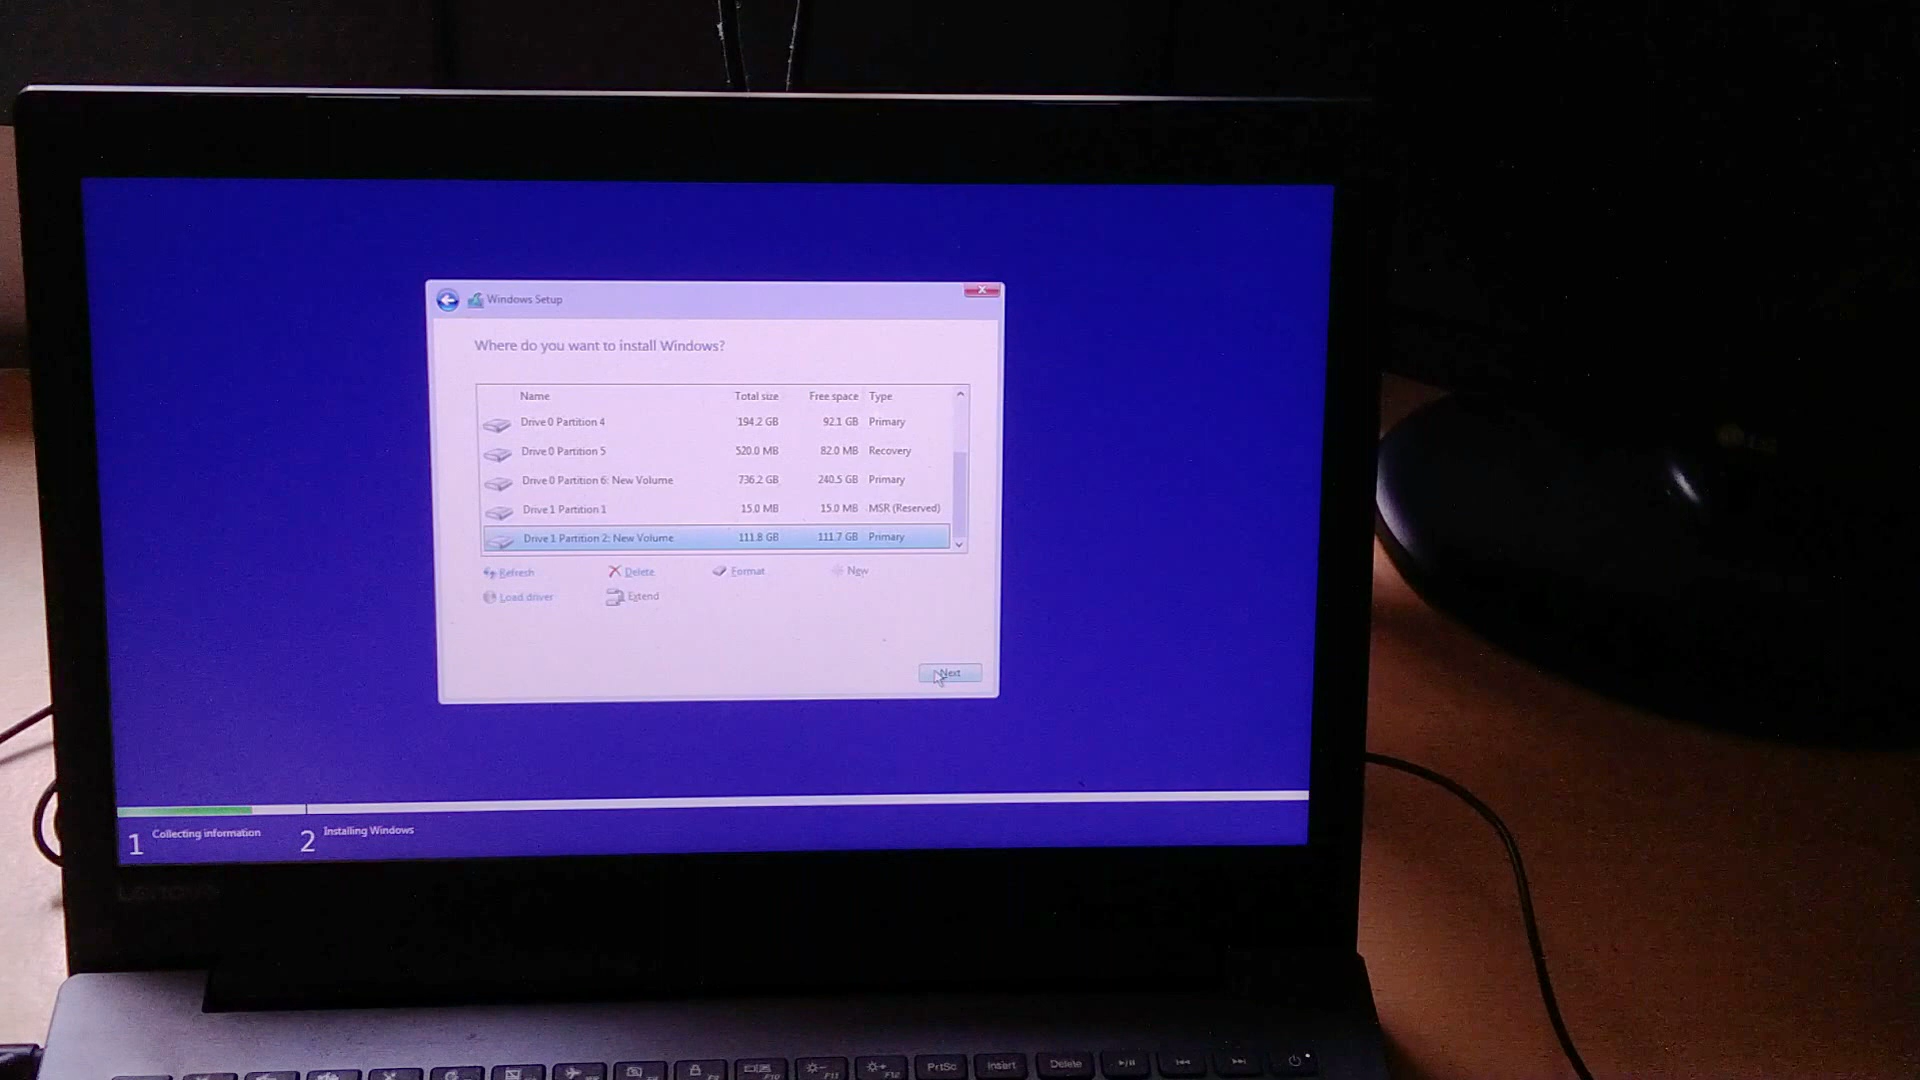 Windows Setup
Where do you want to install Windows?
Name Total size Free space Type
Drive 0 Partition 4 194.2 GB 92.1 GB Primary
Drive 0 Partition 5 520.0 MB 82.0 MB Recovery
Drive 0 Partition 6: New Volume 736.2 GB 240.5 GB Primary
Drive 1 Partition 1 15.0 MB 15.0 MB MSR (Reserved)
Drive 1 Partition 2: New Volume 111.8 GB 111.7 GB Primary
Refresh Delete Format New
Load driver Extend
Next
1 Collecting information 2 Installing Windows
Lenovo
F10 F11 F12 PrtSc Insert Delete